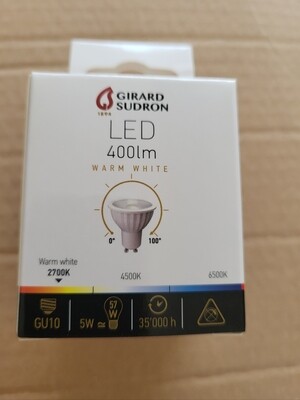 GIRARD
SUDRON
1896
LED
400lm
WARM WHITE
0° 100°
Warm white
2700K
4500K
6500K
GU10
5W ≃ 57 W
35'000 h